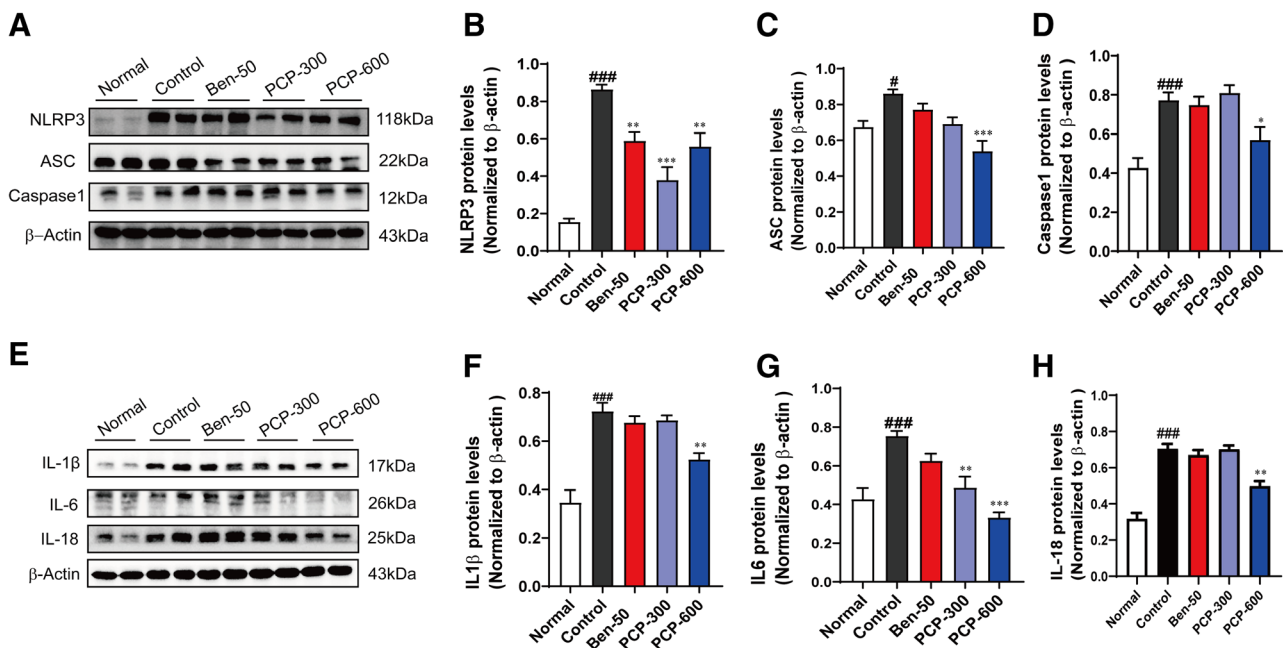 A
Normal
Control
Ben-50
PCP-300
PCP-600
NLRP3
118kDa
ASC
22kDa
Caspase1
12kDa
β-Actin
43kDa
B
NLRP3 protein levels
(Normalized to β-actin )
1.0
0.8
0.6
0.4
0.2
0.0
###
**
***
**
Normal
Control
Ben-50
PCP-300
PCP-600
C
ASC protein levels
(Normalized to β-actin )
1.0
0.8
0.6
0.4
0.2
0.0
#
***
Normal
Control
Ben-50
PCP-300
PCP-600
D
Caspase1 protein levels
(Normalized to β-actin )
1.0
0.8
0.6
0.4
0.2
0.0
###
*
Normal
Control
Ben-50
PCP-300
PCP-600
E
Normal
Control
Ben-50
PCP-300
PCP-600
IL-1β
17kDa
IL-6
26kDa
IL-18
25kDa
β-Actin
43kDa
F
IL1β protein levels
(Normalized to β-actin )
0.8
0.6
0.4
0.2
0.0
###
**
Normal
Control
Ben-50
PCP-300
PCP-600
G
IL6 protein levels
(Normalized to β-actin )
1.0
0.8
0.6
0.4
0.2
0.0
###
**
***
Normal
Control
Ben-50
PCP-300
PCP-600
H
IL-18 protein levels
(Normalized to β-actin )
1.0
0.8
0.6
0.4
0.2
0.0
###
**
Normal
Control
Ben-50
PCP-300
PCP-600